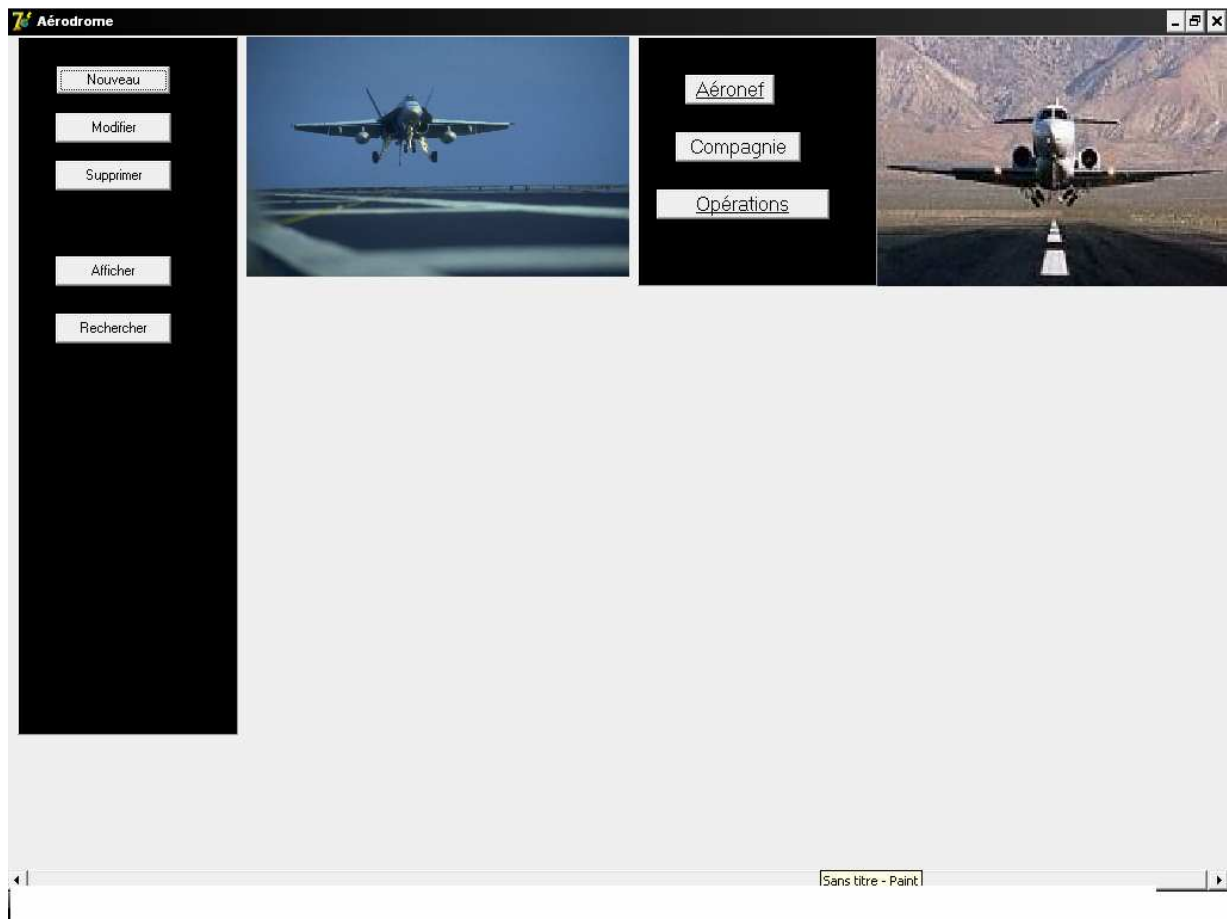 Aérodrome
Nouveau
Modifier
Supprimer
Afficher
Rechercher
Aéronef
Compagnie
Opérations
Sans titre - Paint